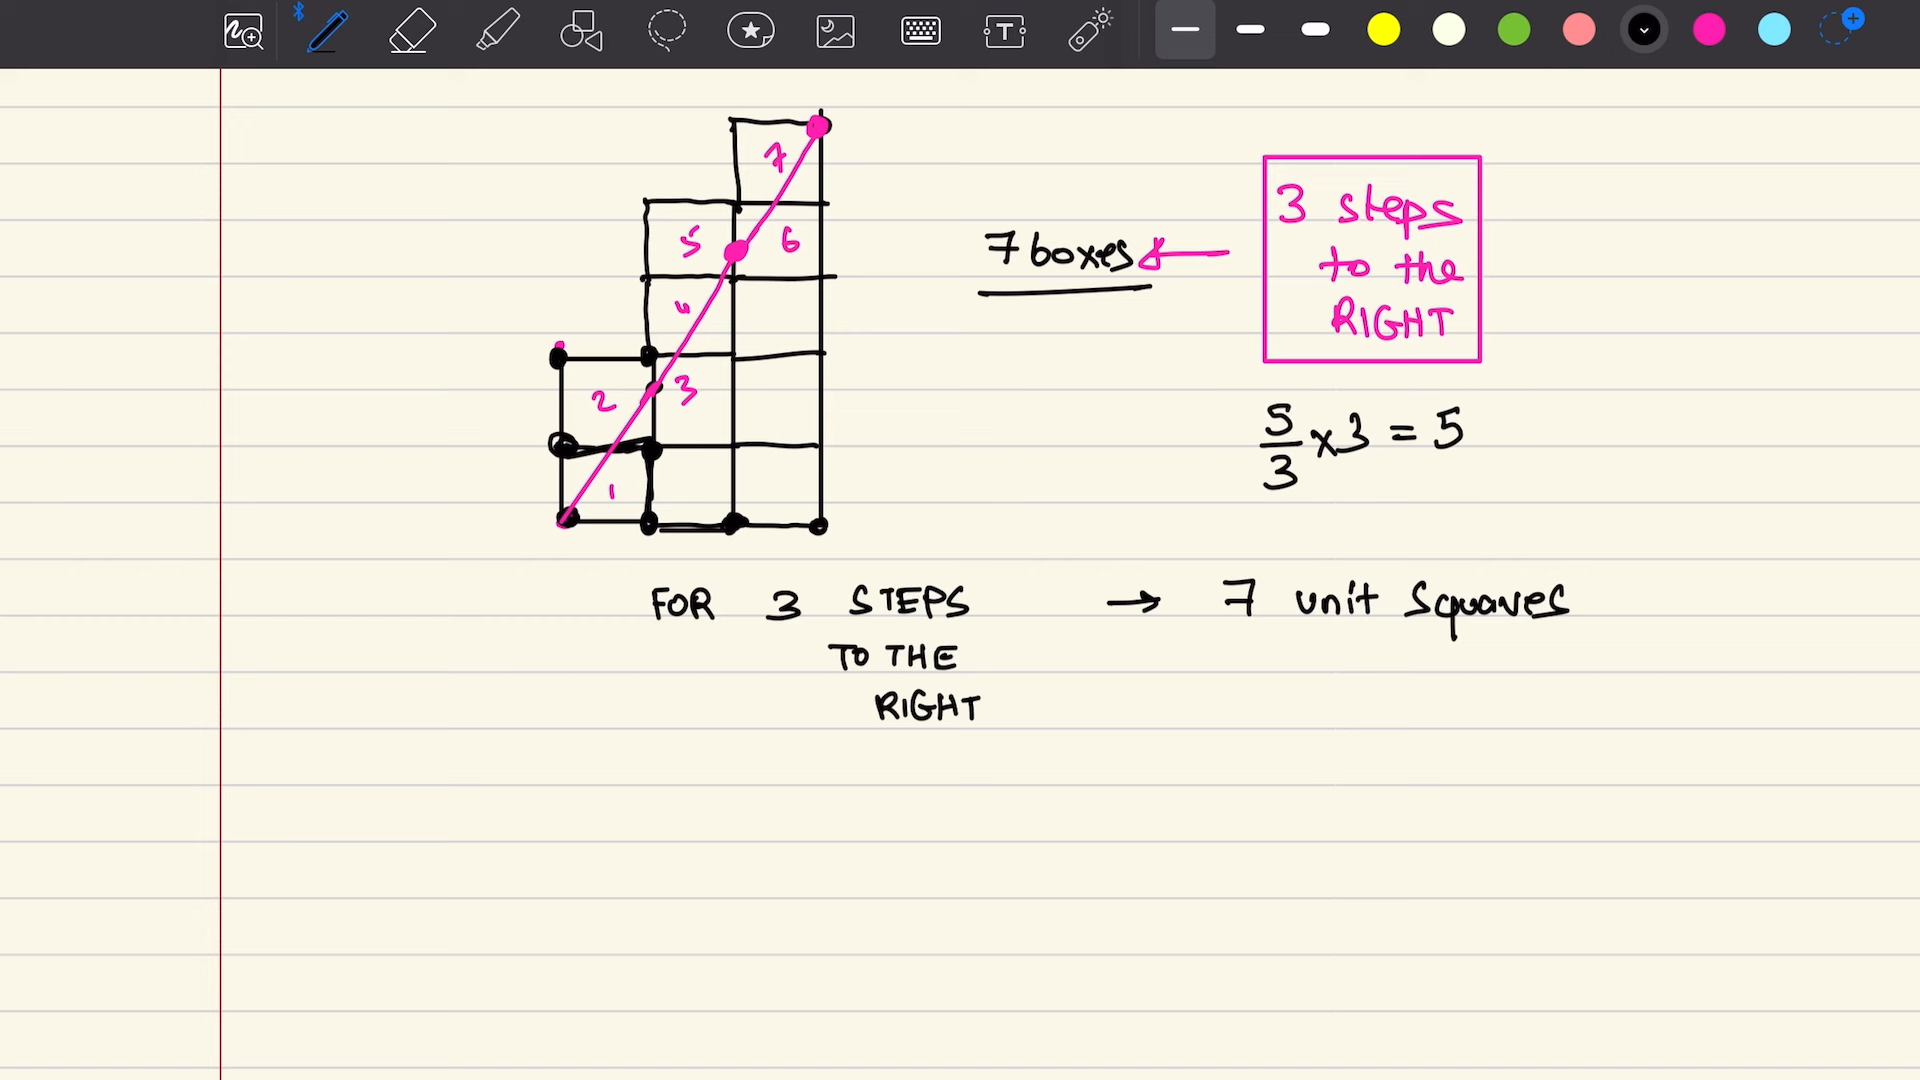 7
5 6
4
2 3
1
7 boxes
3 steps
to the
RIGHT
5/3 x 3 = 5
FOR 3 STEPS → 7 unit squares
TO THE
RIGHT